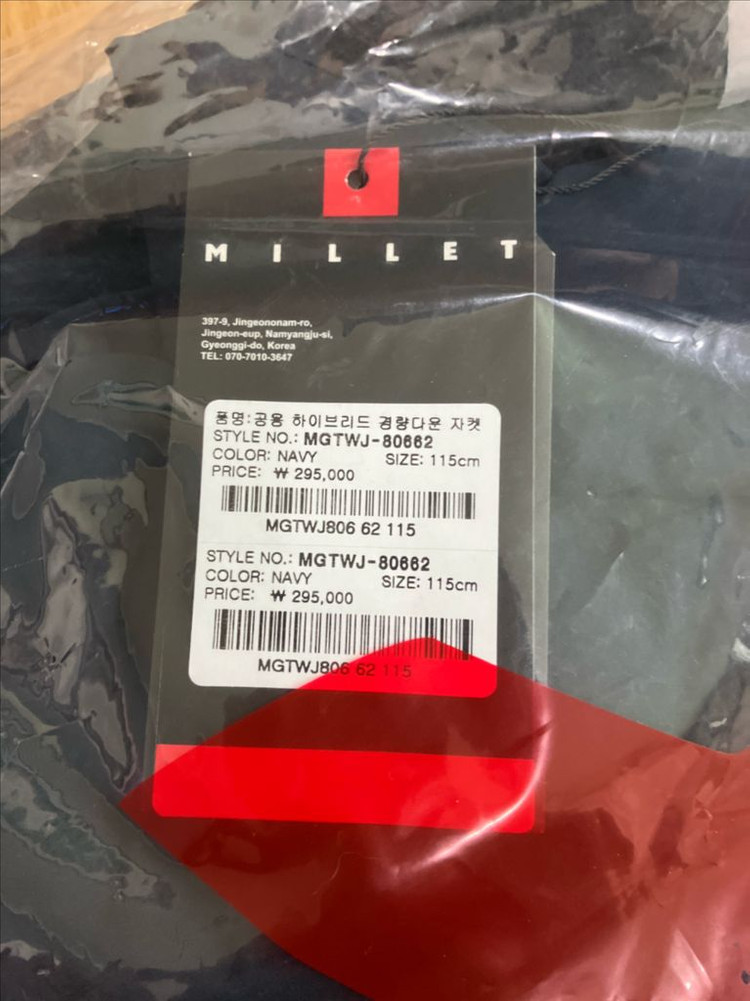 MILLET
397-9, Jingeononam-ro,
Jingeon-eup, Namyangju-si,
Gyeonggi-do, Korea
TEL: 070-7010-3647
품명:공용 하이브리드 경량다운 자켓
STYLE NO.: MGTWJ-80662
COLOR: NAVY SIZE: 115cm
PRICE: ₩ 295,000
MGTWJ806 62 115
STYLE NO.: MGTWJ-80662
COLOR: NAVY SIZE: 115cm
PRICE: ₩ 295,000
MGTWJ806 62 115